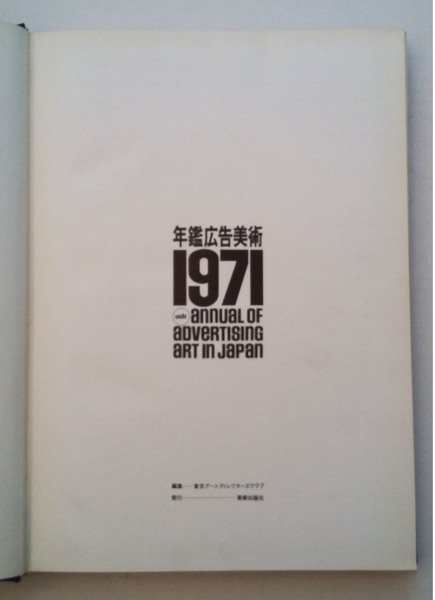 年鑑広告美術
1971
adc annual of
advertising
art in japan
編集——東京アートディレクターズクラブ
発行——————美術出版社